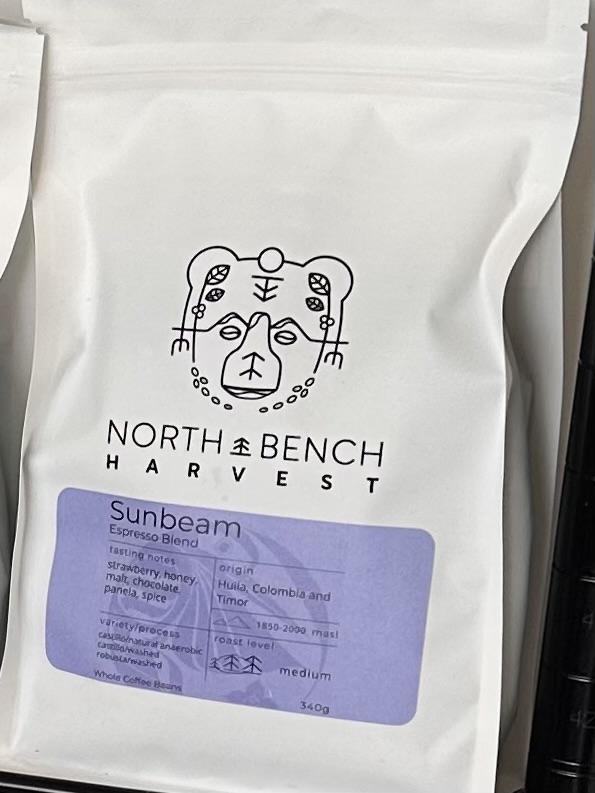 NORTH BENCH
HARVEST
Sunbeam
Espresso Blend
tasting notes
strawberry, honey,
malt, chocolate,
panela, spice
origin
Huila, Colombia and
Timor
1850-2000 masl
variety/process
castillo/natural anaerobic
castillo/washed
robusta/washed
roast level
medium
Whole Coffee Beans
340g